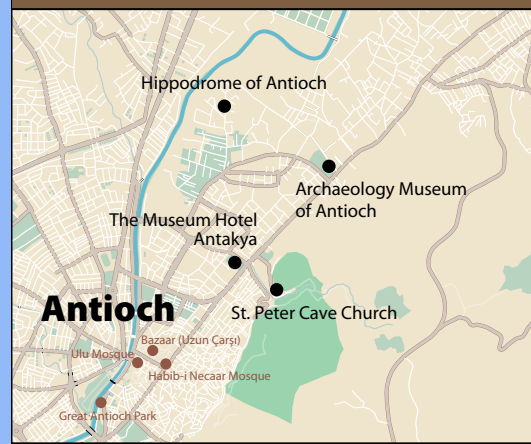 Hippodrome of Antioch
Archaeology Museum
of Antioch
The Museum Hotel
Antakya
St. Peter Cave Church
Antioch
Bazaar (Uzun Çarşı)
Ulu Mosque
Habib-i Necaar Mosque
Great Antioch Park